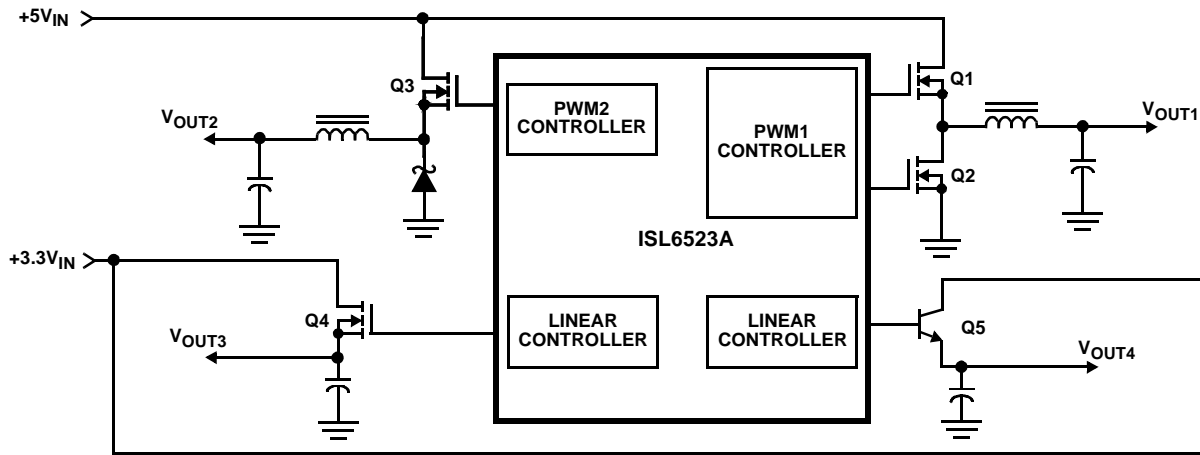 +5VIN
Q3
PWM2
CONTROLLER
PWM1
CONTROLLER
Q1
VOUT2
VOUT1
Q2
ISL6523A
+3.3VIN
Q4
LINEAR
CONTROLLER
LINEAR
CONTROLLER
Q5
VOUT3
VOUT4